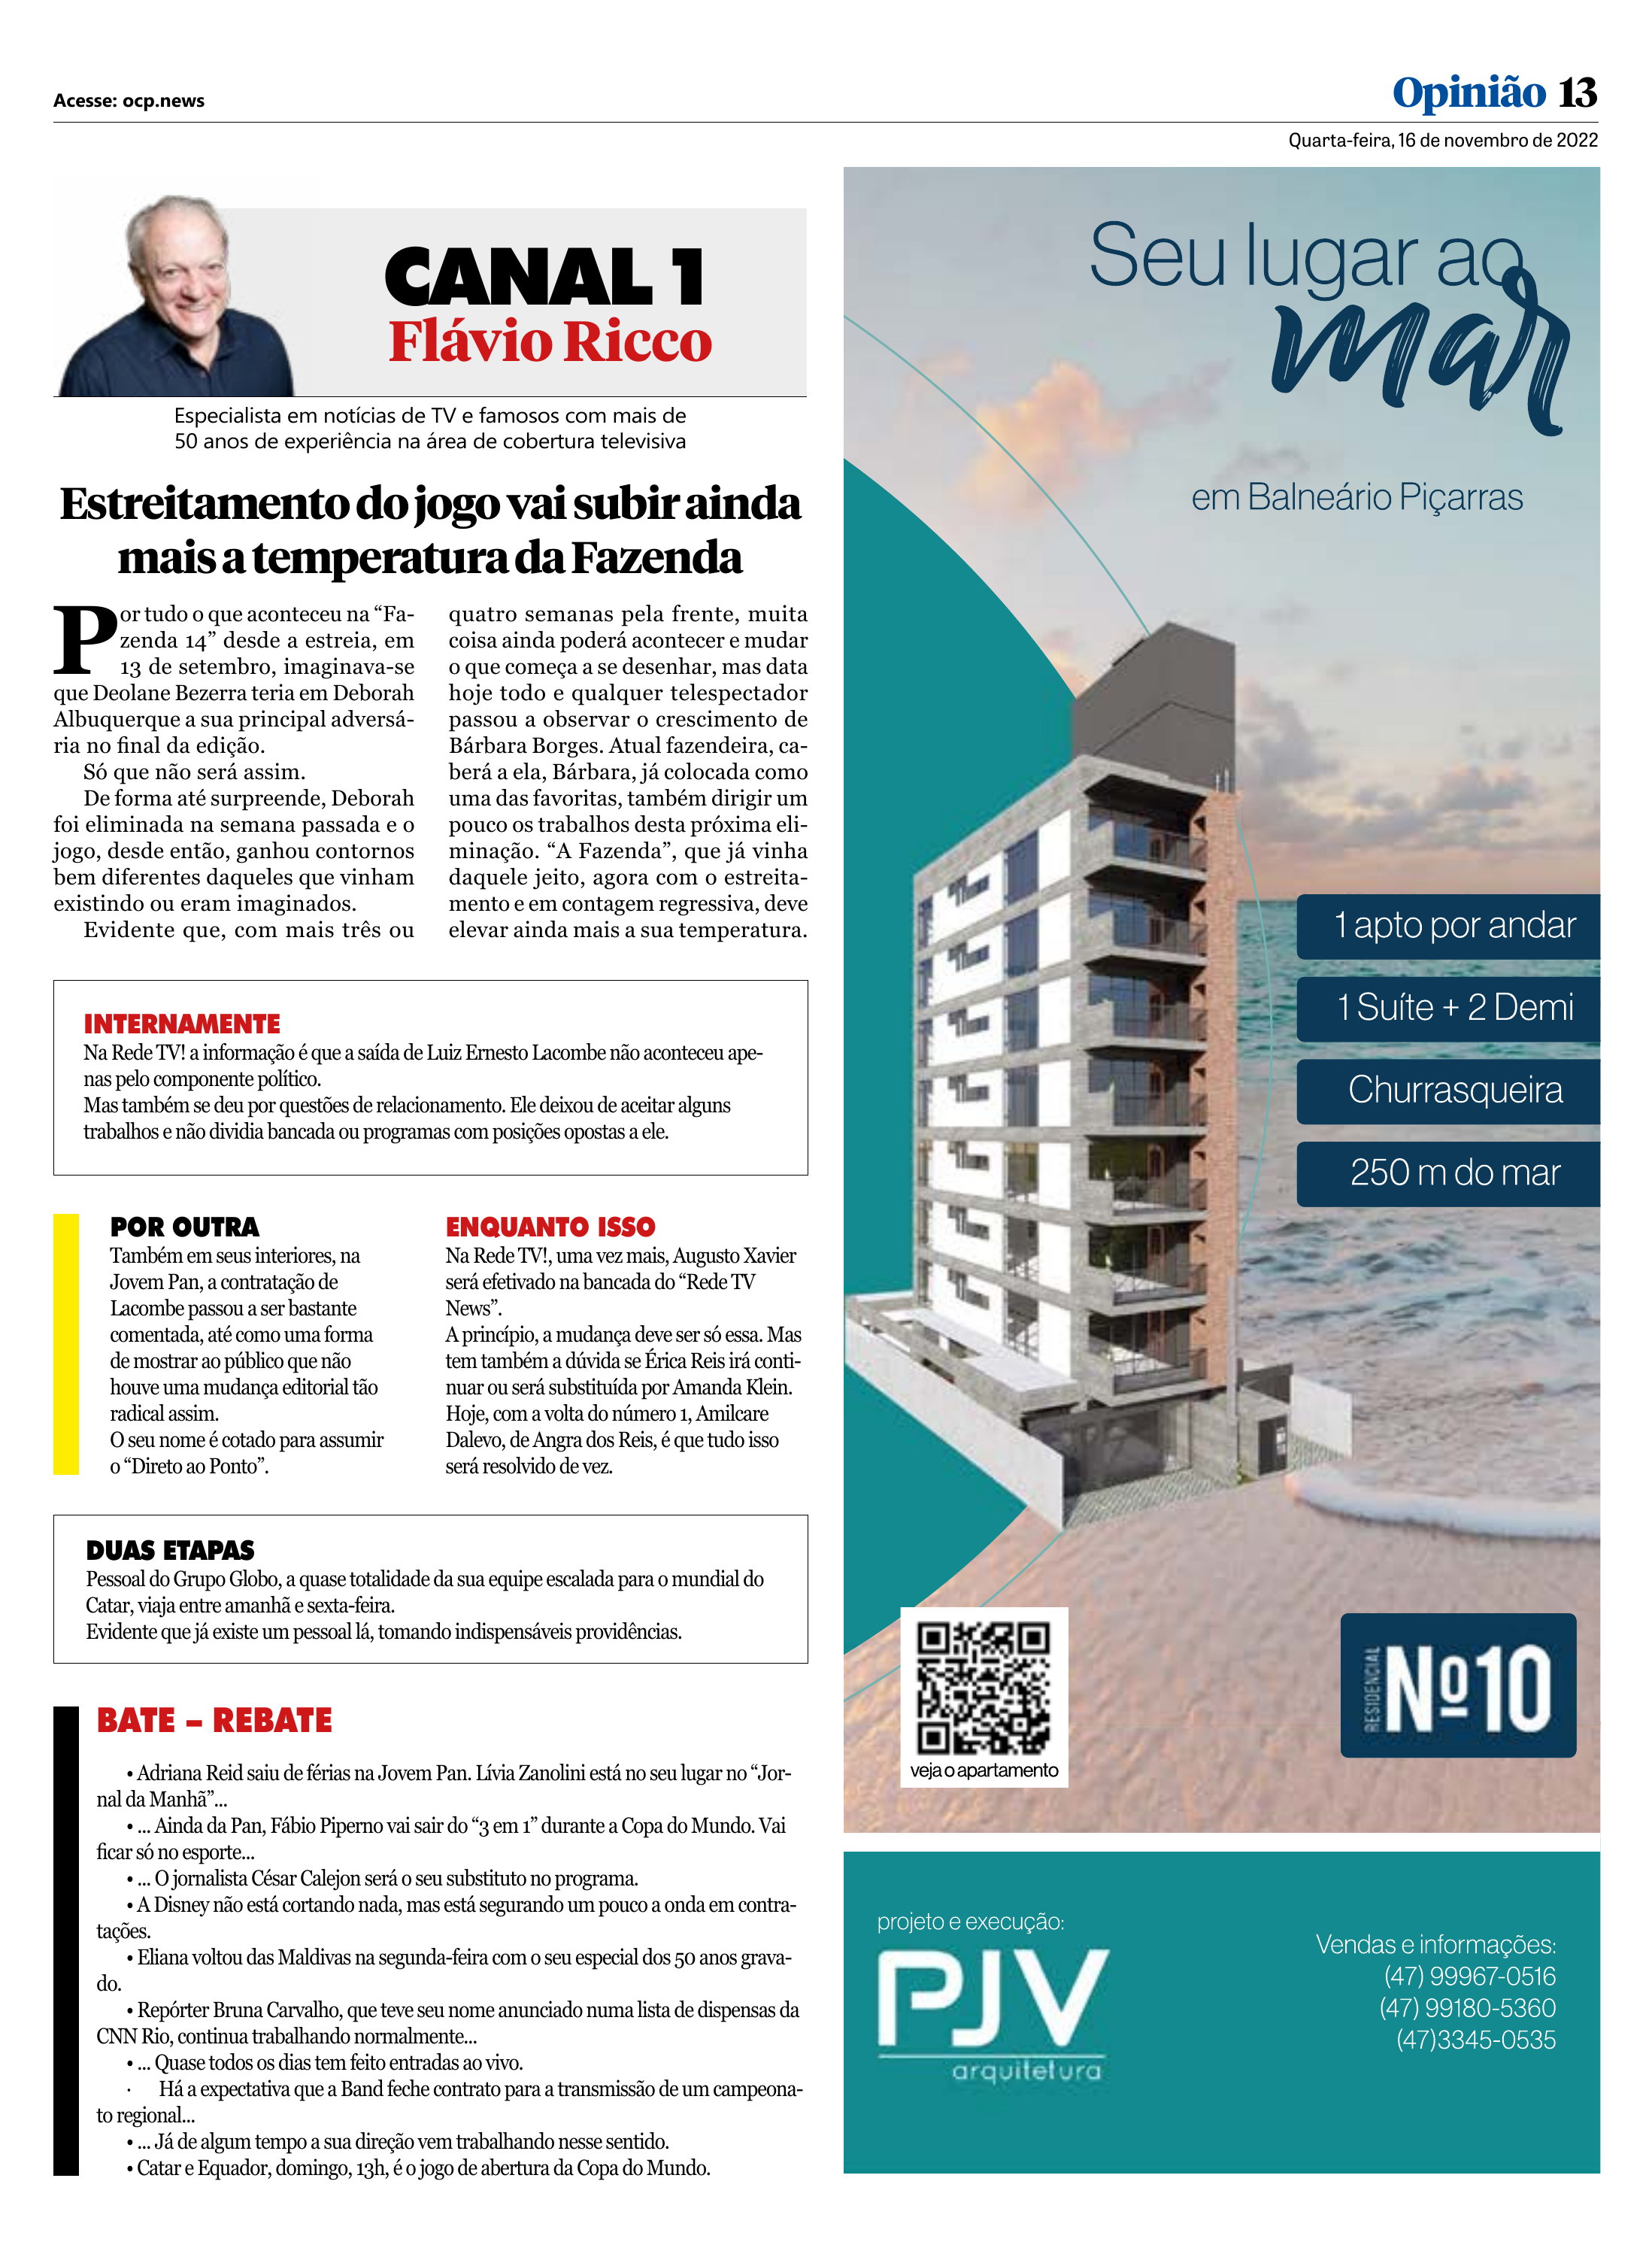 Acesse: ocp.news
Opinião 13
Quarta-feira, 16 de novembro de 2022
CANAL 1
Flávio Ricco
Especialista em notícias de TV e famosos com mais de
50 anos de experiência na área de cobertura televisiva
Estreitamento do jogo vai subir ainda
mais a temperatura da Fazenda
Por tudo o que aconteceu na “Fa-
zenda 14” desde a estreia, em
13 de setembro, imaginava-se
que Deolane Bezerra teria em Deborah
Albuquerque a sua principal adversá-
ria no final da edição.
Só que não será assim.
De forma até surpreende, Deborah
foi eliminada na semana passada e o
jogo, desde então, ganhou contornos
bem diferentes daqueles que vinham
existindo ou eram imaginados.
Evidente que, com mais três ou
quatro semanas pela frente, muita
coisa ainda poderá acontecer e mudar
o que começa a se desenhar, mas data
hoje todo e qualquer telespectador
passou a observar o crescimento de
Bárbara Borges. Atual fazendeira, ca-
berá a ela, Bárbara, já colocada como
uma das favoritas, também dirigir um
pouco os trabalhos desta próxima eli-
minação. “A Fazenda”, que já vinha
daquele jeito, agora com o estreita-
mento e em contagem regressiva, deve
elevar ainda mais a sua temperatura.
INTERNAMENTE
Na Rede TV! a informação é que a saída de Luiz Ernesto Lacombe não aconteceu ape-
nas pelo componente político.
Mas também se deu por questões de relacionamento. Ele deixou de aceitar alguns
trabalhos e não dividia bancada ou programas com posições opostas a ele.
POR OUTRA
Também em seus interiores, na
Jovem Pan, a contratação de
Lacombe passou a ser bastante
comentada, até como uma forma
de mostrar ao público que não
houve uma mudança editorial tão
radical assim.
O seu nome é cotado para assumir
o “Direto ao Ponto”.
ENQUANTO ISSO
Na Rede TV!, uma vez mais, Augusto Xavier
será efetivado na bancada do “Rede TV
News”.
A princípio, a mudança deve ser só essa. Mas
tem também a dúvida se Érica Reis irá conti-
nuar ou será substituída por Amanda Klein.
Hoje, com a volta do número 1, Amilcare
Dalevo, de Angra dos Reis, é que tudo isso
será resolvido de vez.
DUAS ETAPAS
Pessoal do Grupo Globo, a quase totalidade da sua equipe escalada para o mundial do
Catar, viaja entre amanhã e sexta-feira.
Evidente que já existe um pessoal lá, tomando indispensáveis providências.
BATE – REBATE
• Adriana Reid saiu de férias na Jovem Pan. Lívia Zanolini está no seu lugar no “Jor-
nal da Manhã”...
• ... Ainda da Pan, Fábio Piperno vai sair do “3 em 1” durante a Copa do Mundo. Vai
ficar só no esporte...
• ... O jornalista César Calejon será o seu substituto no programa.
• A Disney não está cortando nada, mas está segurando um pouco a onda em contra-
tações.
• Eliana voltou das Maldivas na segunda-feira com o seu especial dos 50 anos grava-
do.
• Repórter Bruna Carvalho, que teve seu nome anunciado numa lista de dispensas da
CNN Rio, continua trabalhando normalmente...
• ... Quase todos os dias tem feito entradas ao vivo.
· Há a expectativa que a Band feche contrato para a transmissão de um campeona-
to regional...
• ... Já de algum tempo a sua direção vem trabalhando nesse sentido.
• Catar e Equador, domingo, 13h, é o jogo de abertura da Copa do Mundo.
Seu lugar ao
mar
em Balneário Piçarras
1 apto por andar
1 Suíte + 2 Demi
Churrasqueira
250 m do mar
veja o apartamento
RESIDENCIAL
Nº10
projeto e execução:
PJV
arquitetura
Vendas e informações:
(47) 99967-0516
(47) 99180-5360
(47)3345-0535